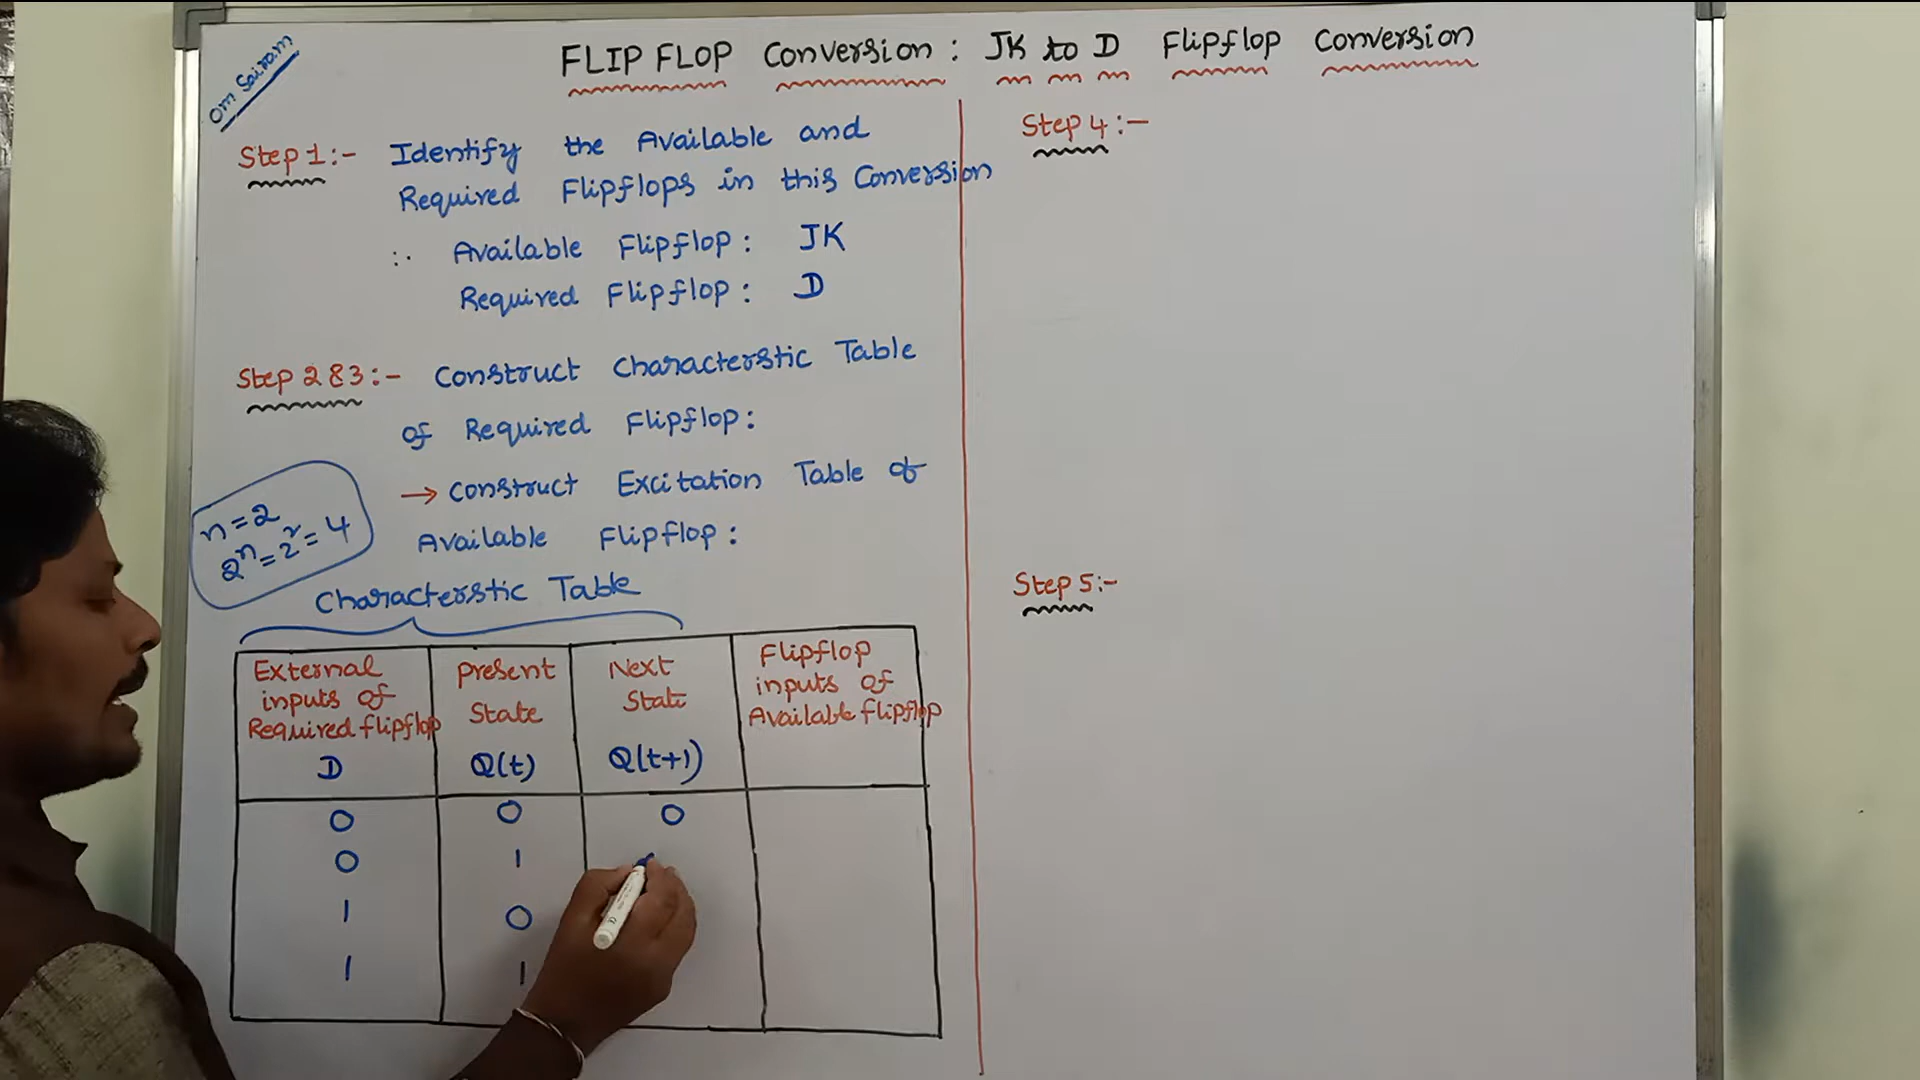 Om Sairam
FLIP FLOP Conversion: JK to D Flipflop Conversion
Step 1:- Identify the Available and
Required Flipflops in this Conversion
∴ Available Flipflop: JK
Required Flipflop: D
Step 2&3:- Construct Characterstic Table
of Required Flipflop:
→ Construct Excitation Table of
Available Flipflop:
n=2
2ⁿ=2²=4
Characterstic Table
External inputs of Required flipflop
Present State
Next State
Flipflop inputs of Available flipflop
D Q(t) Q(t+1)
0 0 0
0 1
1 0
1 1
Step 4:-
Step 5:-